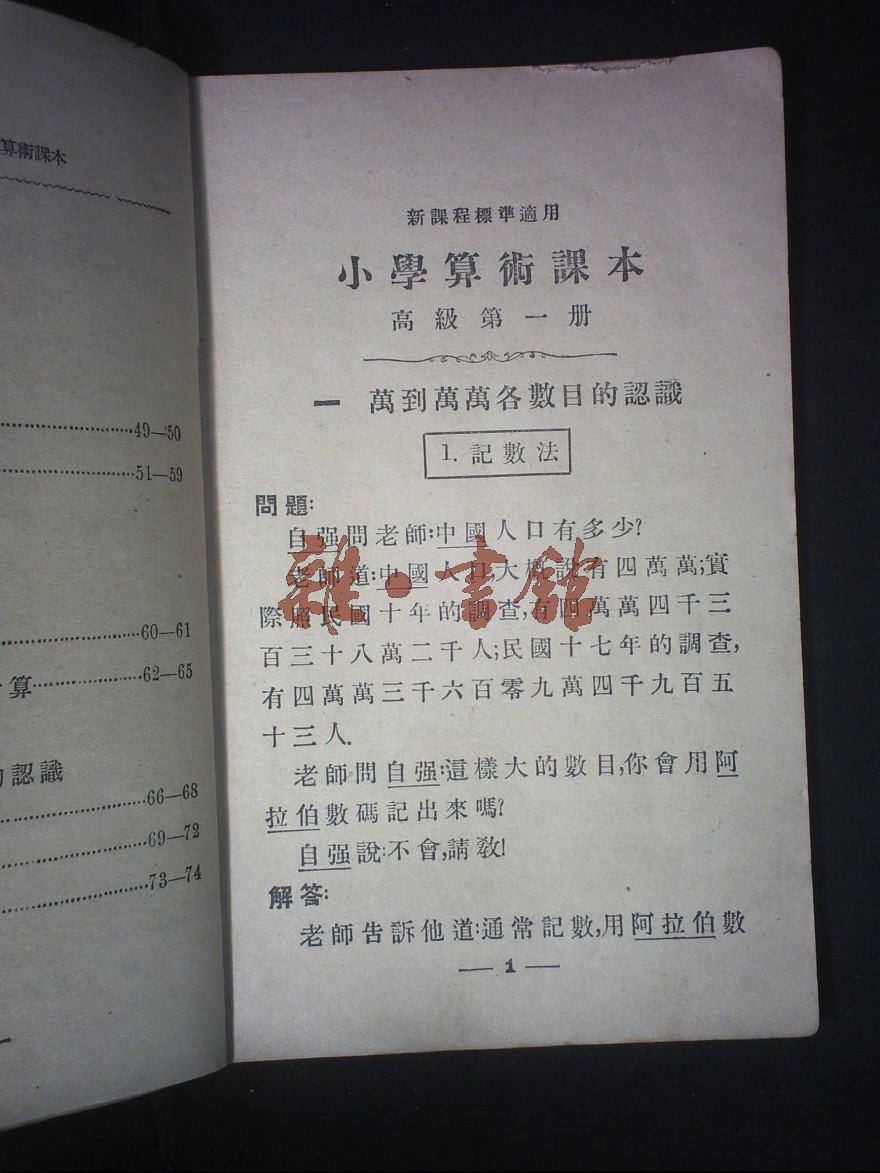 算術課本
49—50
51—59
60—61
算 62—65
認識
66—68
69—72
73—74
新課程標準適用
小學算術課本
高級第一册
一 萬到萬萬各數目的認識
1. 記數法
問題:
自强問老師:中國人口有多少?
老師道:中國人口,大概說有四萬萬;實
際照民國十年的調查,有四萬萬四千三
百三十八萬二千人;民國十七年的調查,
有四萬萬三千六百零九萬四千九百五
十三人.
老師問自强:這樣大的數目,你會用阿
拉伯數碼記出來嗎?
自强說:不會,請敎!
解答:
老師告訴他道:通常記數,用阿拉伯數
— 1 —
雜·書館